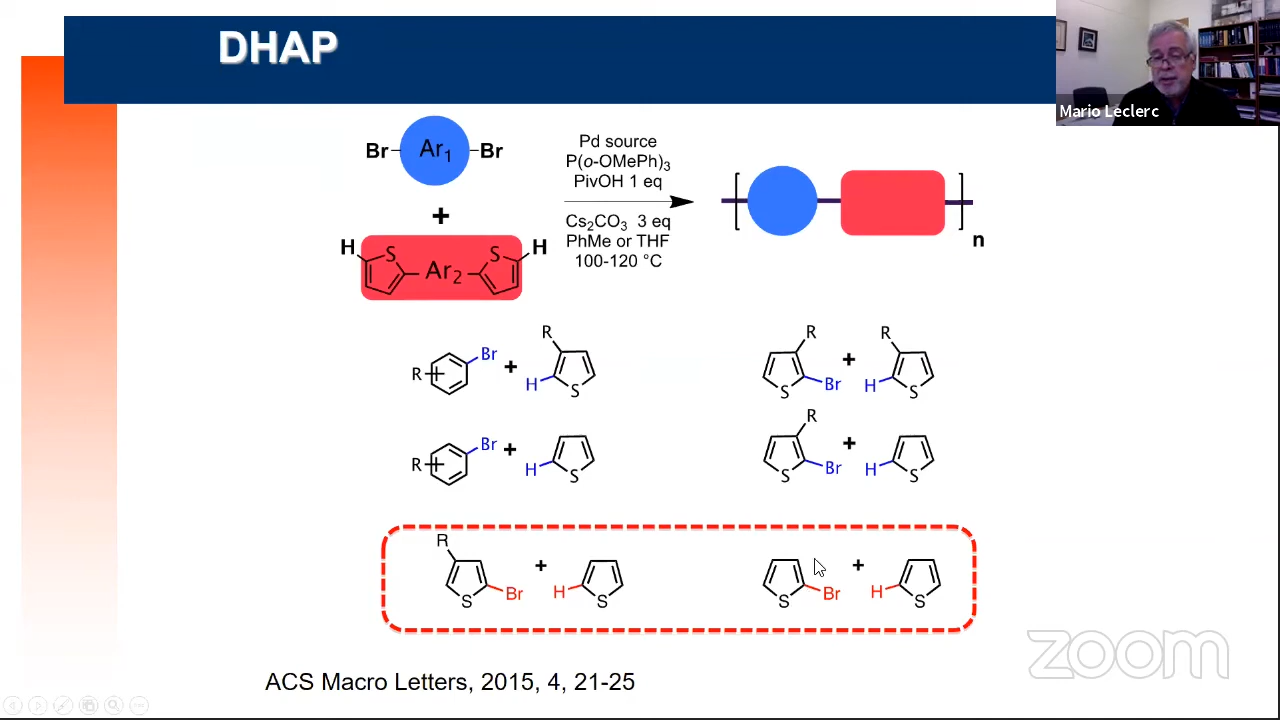 DHAP
Mario Leclerc
Br Ar1 Br
+
H S Ar2 S H
Pd source
P(o-OMePh)3
PivOH 1 eq
Cs2CO3 3 eq
PhMe or THF
100-120 °C
n
R Br + R H S
R S Br + R H S
R Br + H S
R S Br + H S
R S Br + H S
S Br + H S
zoom
ACS Macro Letters, 2015, 4, 21-25